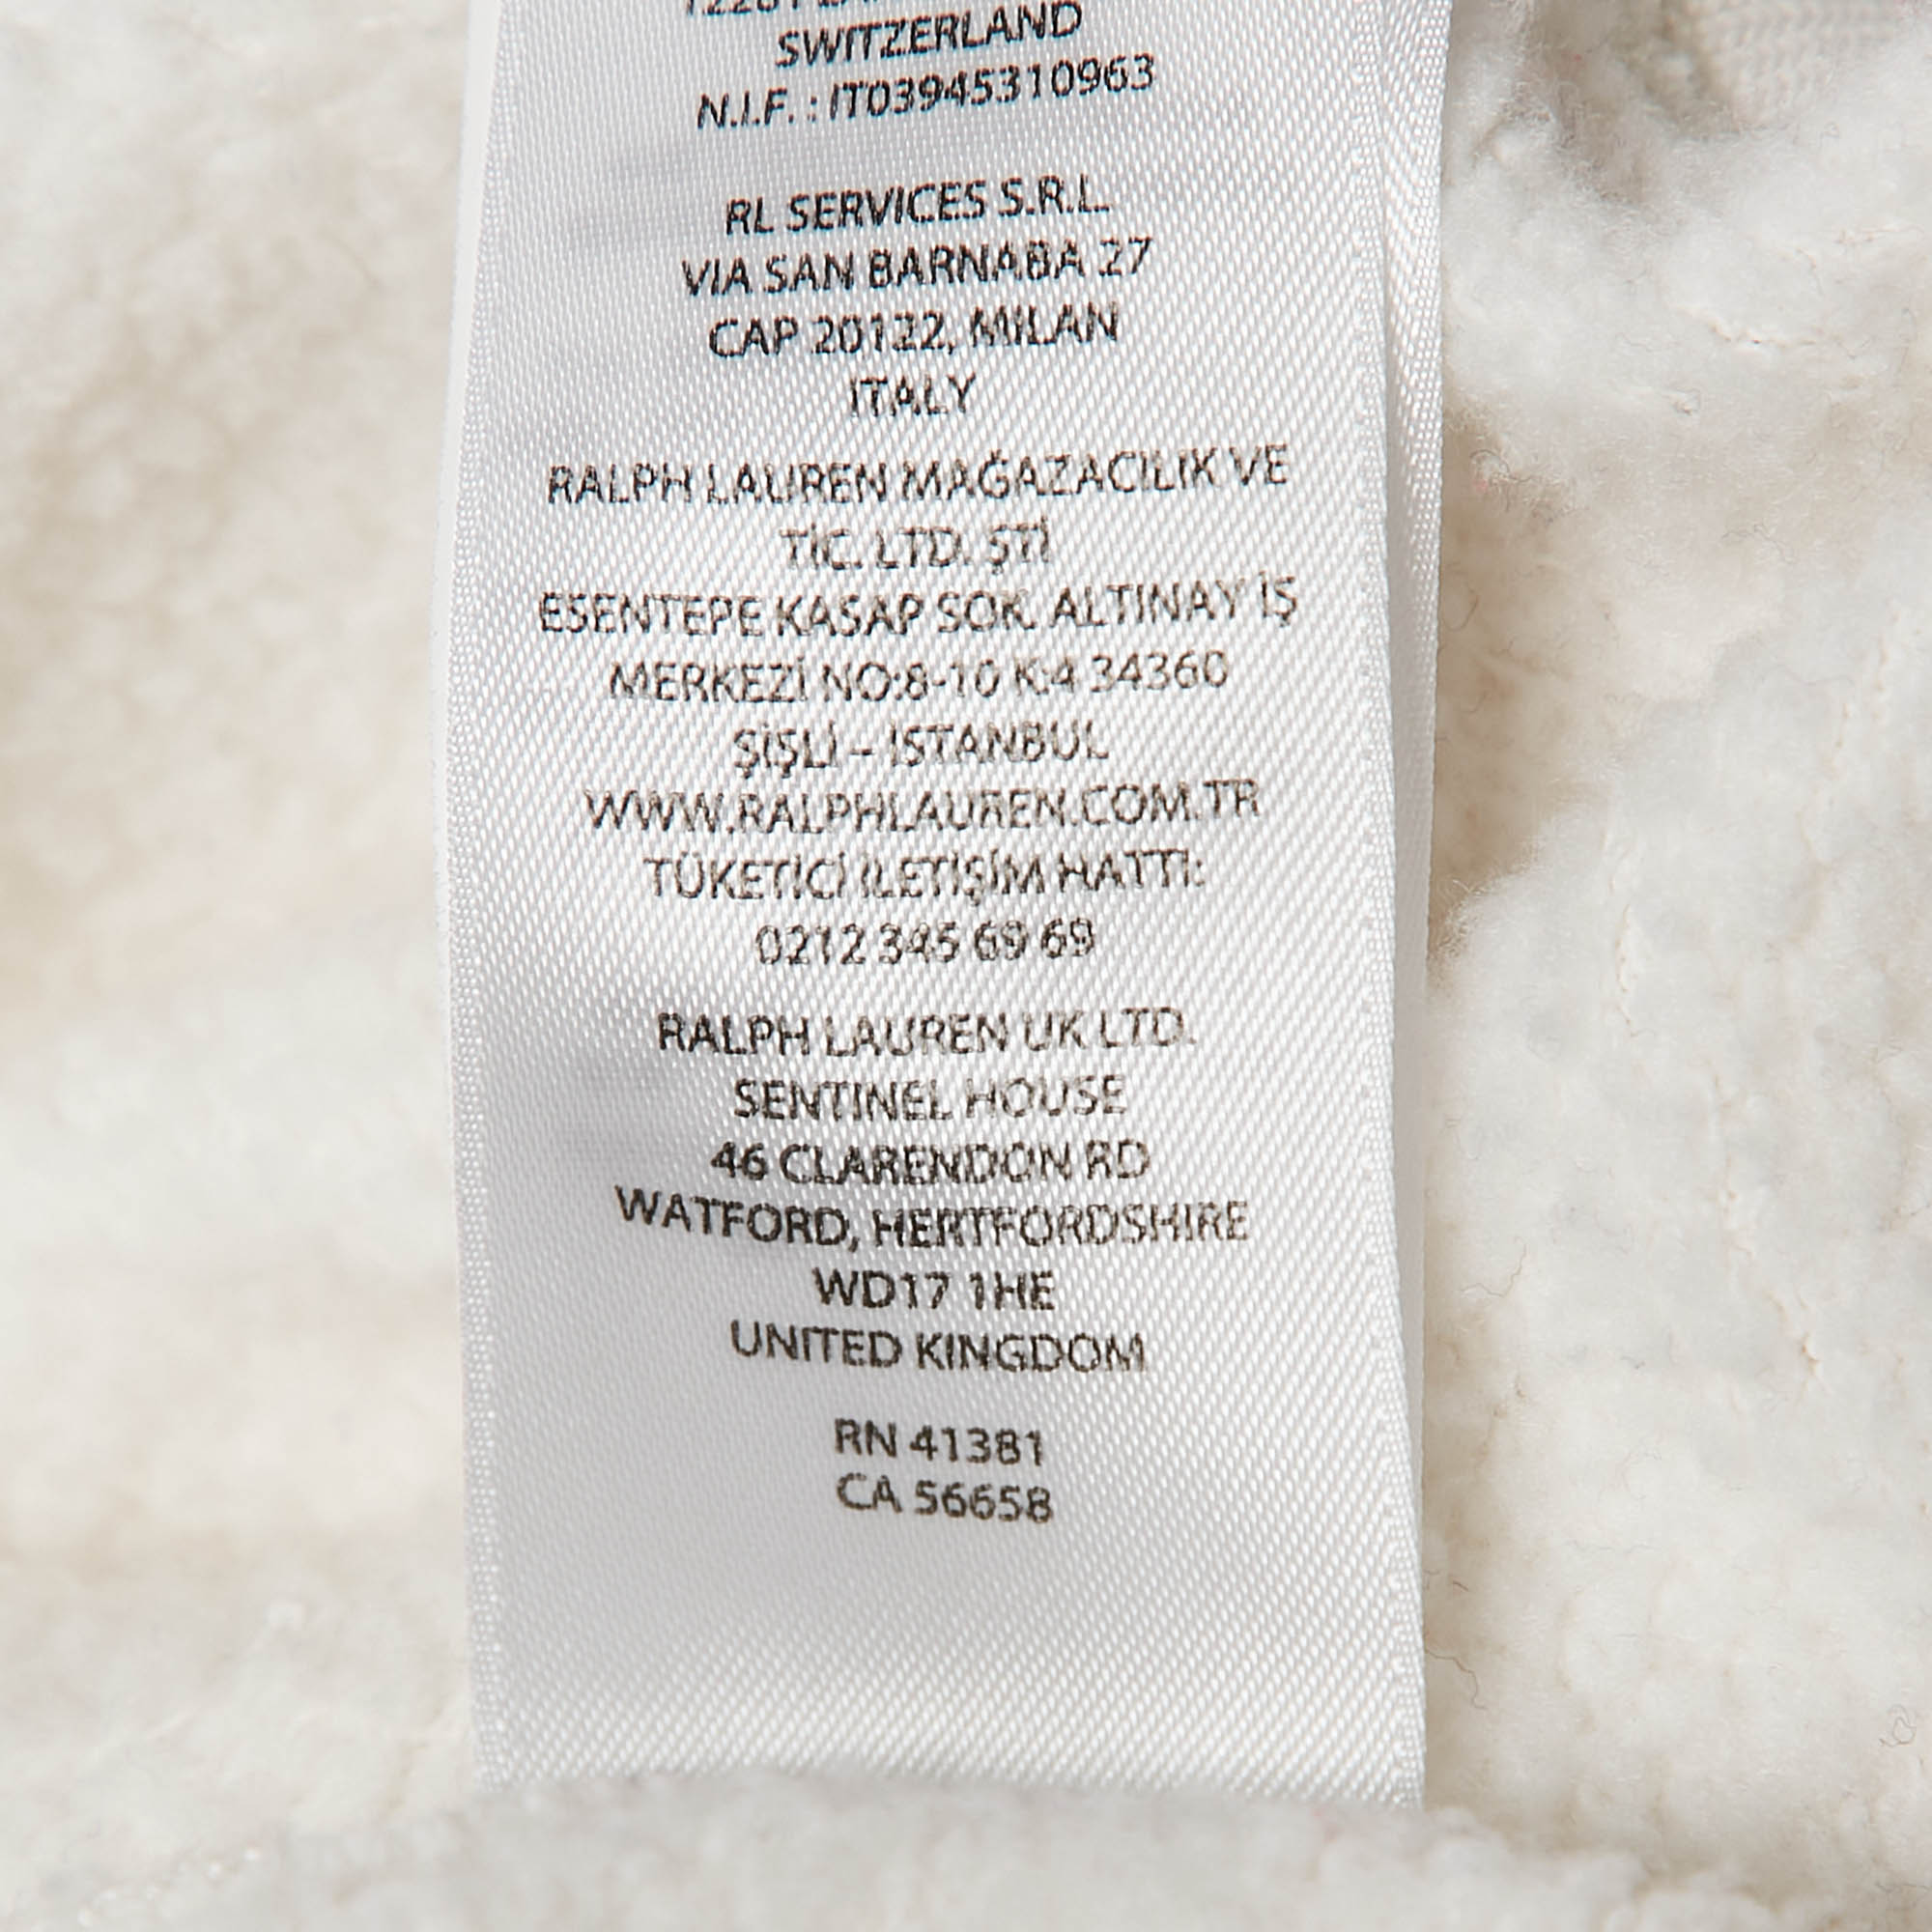 SWITZERLAND
N.I.F. : IT03945310963
RL SERVICES S.R.L.
VIA SAN BARNABA 27
CAP 20122, MILAN
ITALY
RALPH LAUREN MAĞAZACILIK VE
TİC. LTD. ŞTİ
ESENTEPE KASAP SOK. ALTINAY İŞ
MERKEZİ NO:8-10 K:4 34360
ŞİŞLİ – ISTANBUL
WWW.RALPHLAUREN.COM.TR
TÜKETİCİ İLETİŞİM HATTI:
0212 345 69 69
RALPH LAUREN UK LTD.
SENTINEL HOUSE
46 CLARENDON RD
WATFORD, HERTFORDSHIRE
WD17 1HE
UNITED KINGDOM
RN 41381
CA 56658